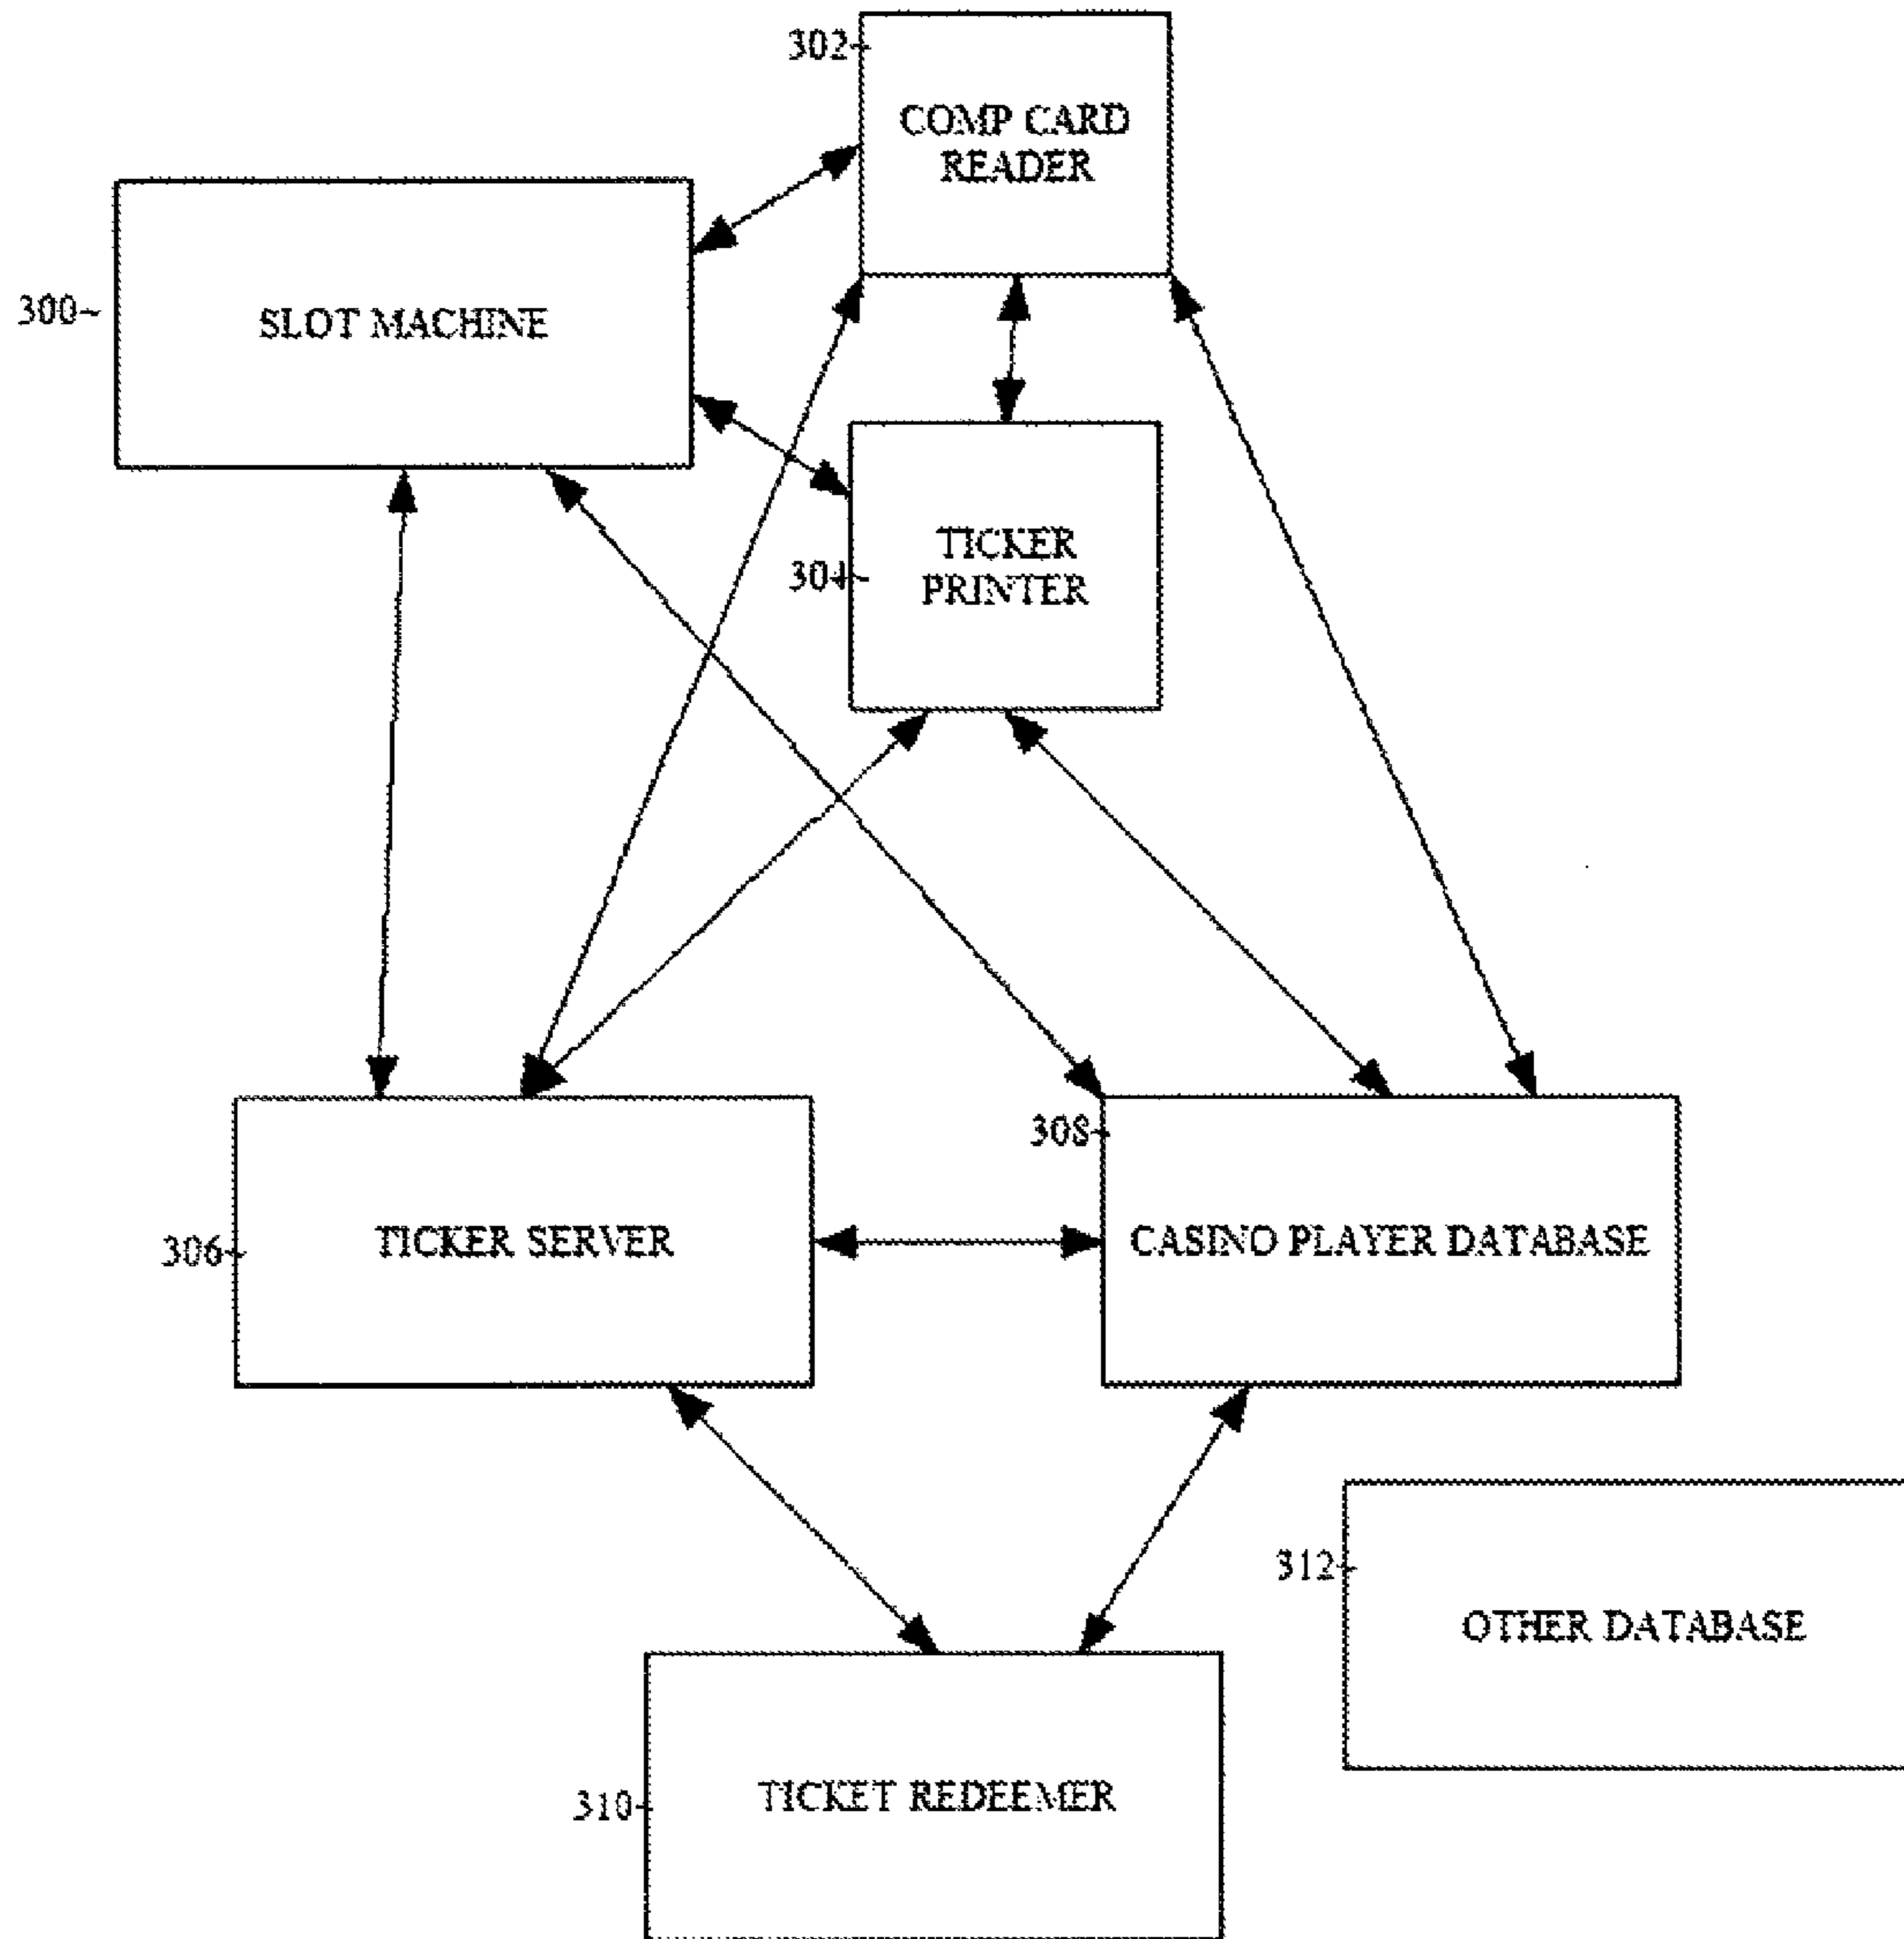 302
COMP CARD
READER
300
SLOT MACHINE
TICKER
PRINTER
304
308
306
TICKER SERVER
CASINO PLAYER DATABASE
312
OTHER DATABASE
310
TICKET REDEEMER